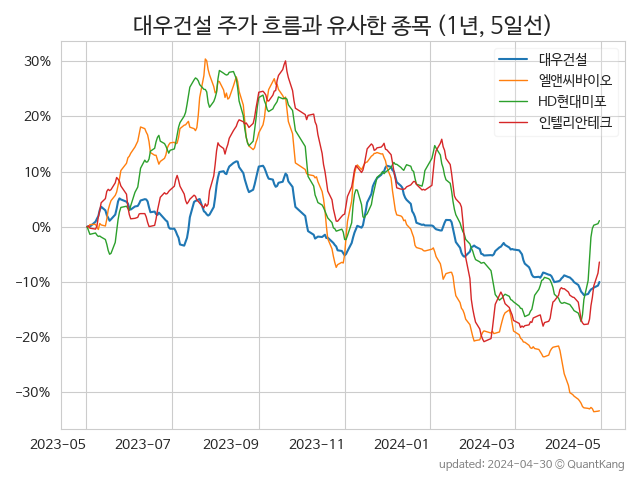 대우건설 주가 흐름과 유사한 종목 (1년, 5일선)
대우건설
엘앤씨바이오
HD현대미포
인텔리안테크
30%
20%
10%
0%
−10%
−20%
−30%
2023-05 2023-07 2023-09 2023-11 2024-01 2024-03 2024-05
updated: 2024-04-30 © QuantKang